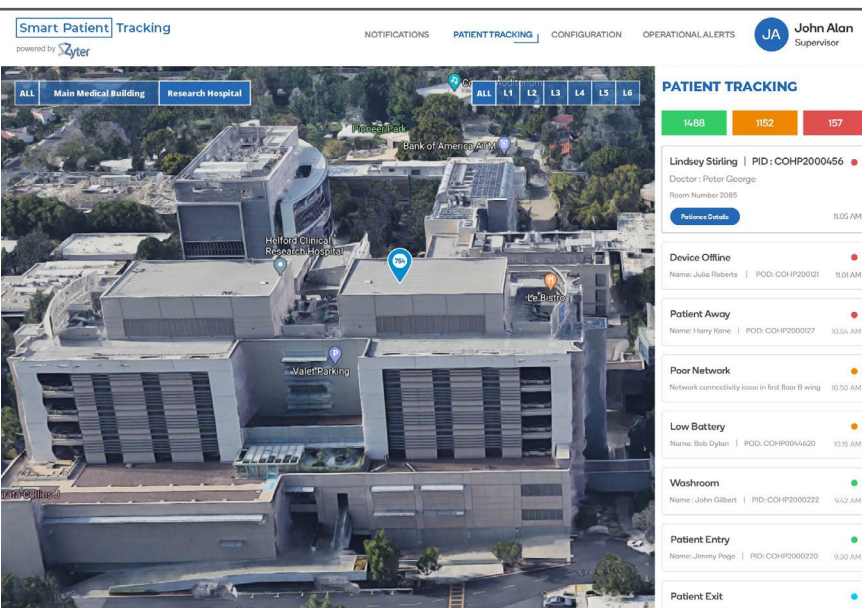 Smart Patient Tracking
powered by Zyter
NOTIFICATIONS
PATIENT TRACKING
CONFIGURATION
OPERATIONAL ALERTS
JA
John Alan
Supervisor
ALL Main Medical Building Research Hospital
ALL L1 L2 L3 L4 L5 L6
Auditorium
Pioneer Park
Bank of America ATM
Helford Clinical
Research Hospital
754
Le Bistro
Valet Parking
Collins J
PATIENT TRACKING
1488 1152 157
Lindsey Stirling | PID : COHP2000456
Doctor : Peter George
Room Number 2085
Patience Details 11.05 AM
Device Offline
Name: Julia Roberts | POD: COHP200121 11.01 AM
Patient Away
Name: Harry Kane | POD: COHP2000127 10.54 AM
Poor Network
Network connectivity issue in first floor B wing 10.50 AM
Low Battery
Name: Bob Dylan | POD: COHP0044620 10.15 AM
Washroom
Name : John Gilbert | PID: COHP2000222 9.42 AM
Patient Entry
Name: Jimmy Page | PID: COHP2000220 9.30 AM
Patient Exit